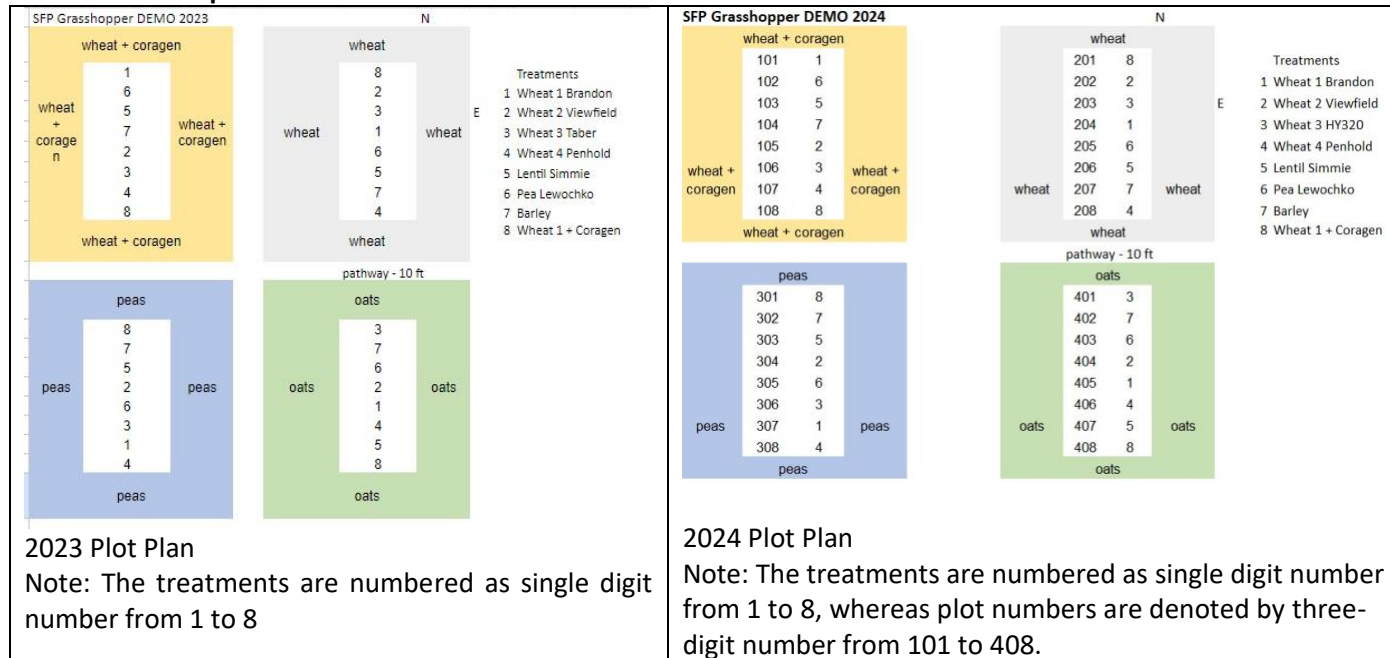 SFP Grasshopper DEMO 2023
N
wheat + coragen
wheat
1
6
5
7
2
3
4
8
wheat
+
corage
n
wheat +
coragen
wheat + coragen
8
2
3
1
6
5
7
4
wheat
wheat
E
wheat
Treatments
1 Wheat 1 Brandon
2 Wheat 2 Viewfield
3 Wheat 3 Taber
4 Wheat 4 Penhold
5 Lentil Simmie
6 Pea Lewochko
7 Barley
8 Wheat 1 + Coragen
pathway - 10 ft
peas
8
7
5
2
6
3
1
4
peas
peas
peas
oats
3
7
6
2
1
4
5
8
oats
oats
oats
2023 Plot Plan
Note: The treatments are numbered as single digit
number from 1 to 8
SFP Grasshopper DEMO 2024
N
wheat + coragen
101 1
102 6
103 5
104 7
105 2
106 3
107 4
108 8
wheat +
coragen
wheat +
coragen
wheat + coragen
wheat
201 8
202 2
203 3
204 1
205 6
206 5
207 7
208 4
wheat
wheat
E
wheat
Treatments
1 Wheat 1 Brandon
2 Wheat 2 Viewfield
3 Wheat 3 HY320
4 Wheat 4 Penhold
5 Lentil Simmie
6 Pea Lewochko
7 Barley
8 Wheat 1 + Coragen
pathway - 10 ft
peas
301 8
302 7
303 5
304 2
305 6
306 3
307 1
308 4
peas
peas
peas
oats
401 3
402 7
403 6
404 2
405 1
406 4
407 5
408 8
oats
oats
oats
2024 Plot Plan
Note: The treatments are numbered as single digit number
from 1 to 8, whereas plot numbers are denoted by three-
digit number from 101 to 408.